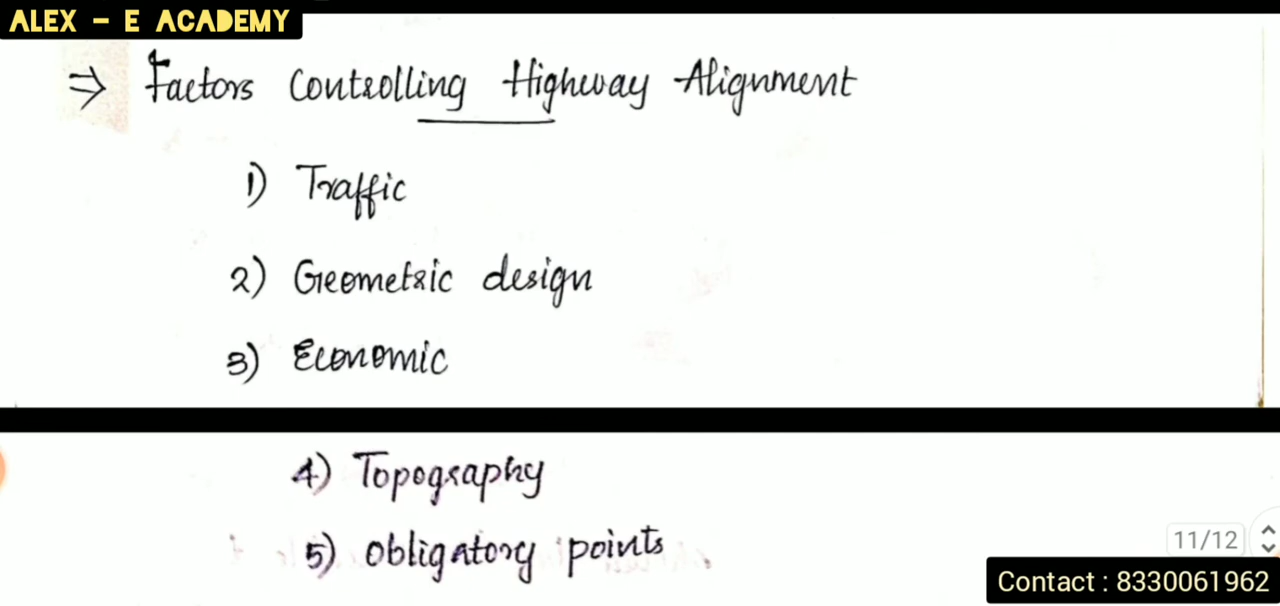 ALEX - E ACADEMY
⇒ Factors Controlling Highway Alignment
1) Traffic
2) Geometric design
3) Economic
4) Topography
5) obligatory points
11/12
Contact : 8330061962